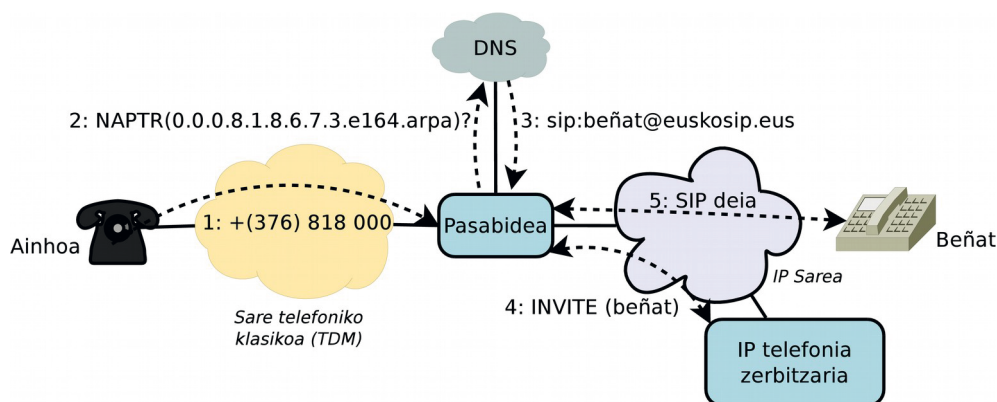 DNS
2: NAPTR(0.0.0.8.1.8.6.7.3.e164.arpa)?
3: sip:beñat@euskosip.eus
Ainhoa
1: +(376) 818 000
Pasabidea
5: SIP deia
Beñat
IP Sarea
4: INVITE (beñat)
Sare telefoniko
klasikoa (TDM)
IP telefonia
zerbitzaria